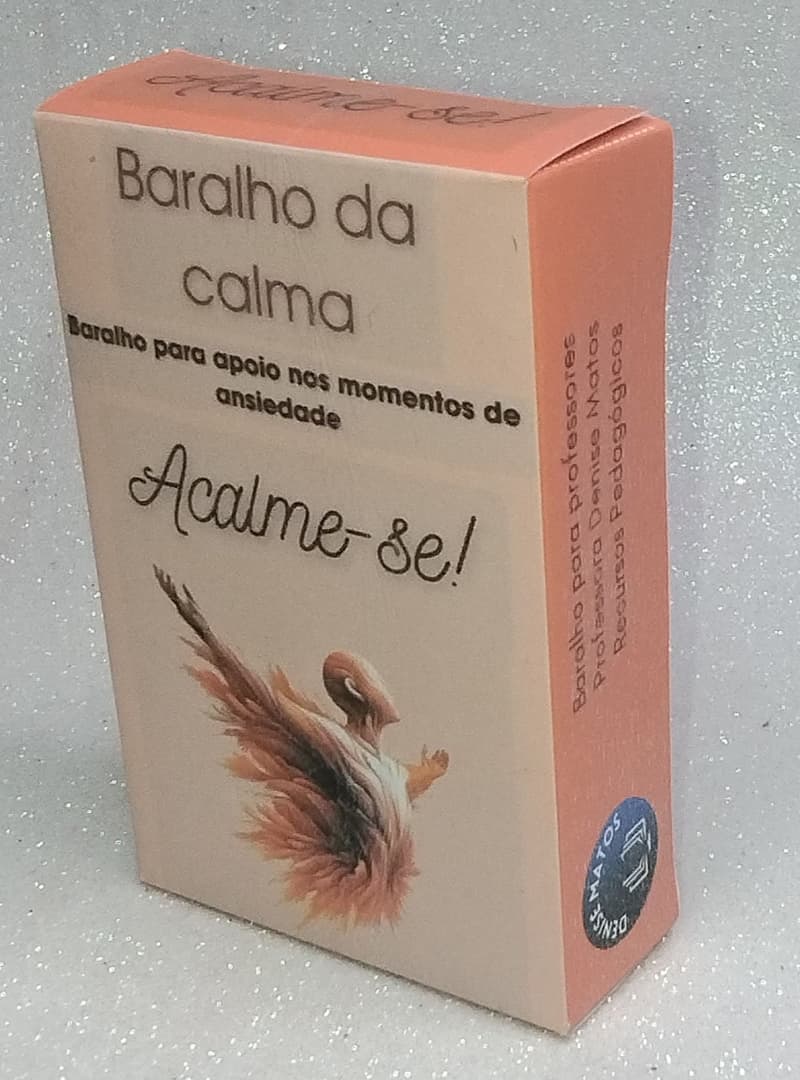 Acalme-se!
Baralho da
calma
Baralho para apoio nos momentos de
ansiedade
Acalme-se!
Baralho para professores
Professora Denise Matos
Recursos Pedagógicos
DENISE MATOS